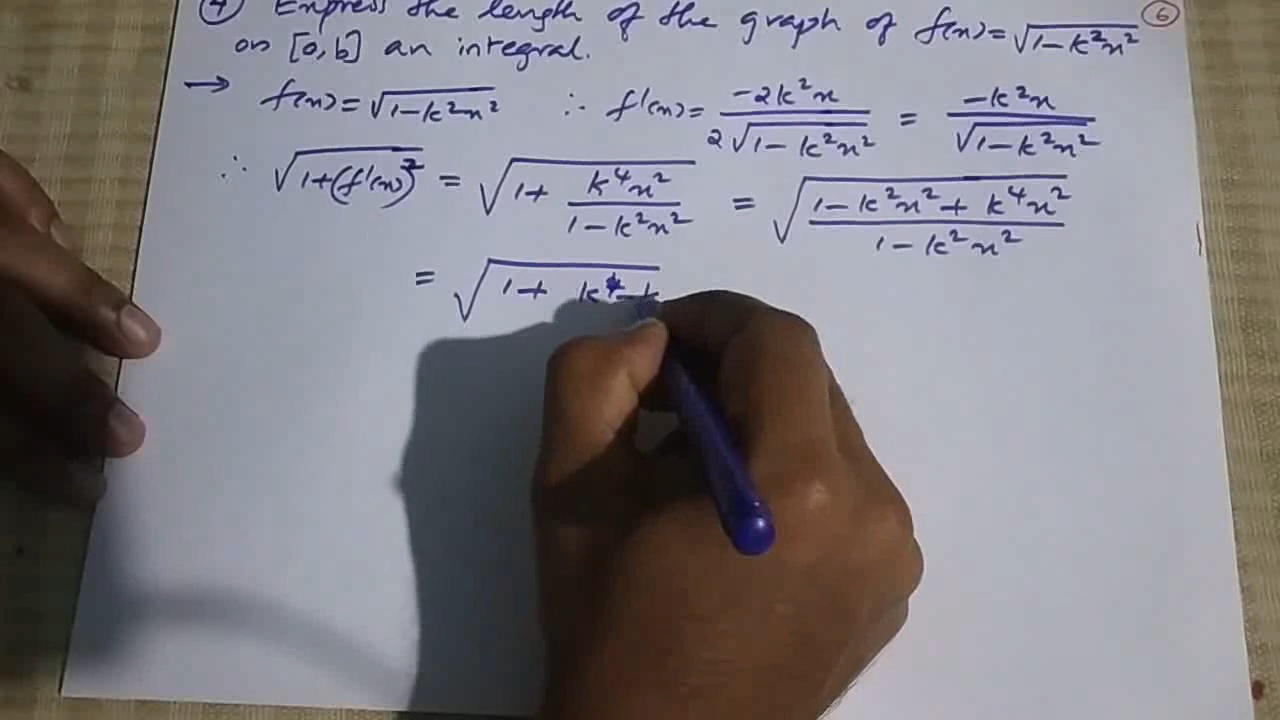 ④ Express the length of the graph of f(x) = √(1-k²x²) ⑥
on [0,b] an integral.
→ f(x) = √(1-k²x²) ∴ f'(x) = -2k²x / 2√(1-k²x²) = -k²x / √(1-k²x²)
∴ √(1+(f'(x))²) = √(1+ k⁴x² / (1-k²x²)) = √((1-k²x²+k⁴x²) / (1-k²x²))
= √(1+ k⁴-k